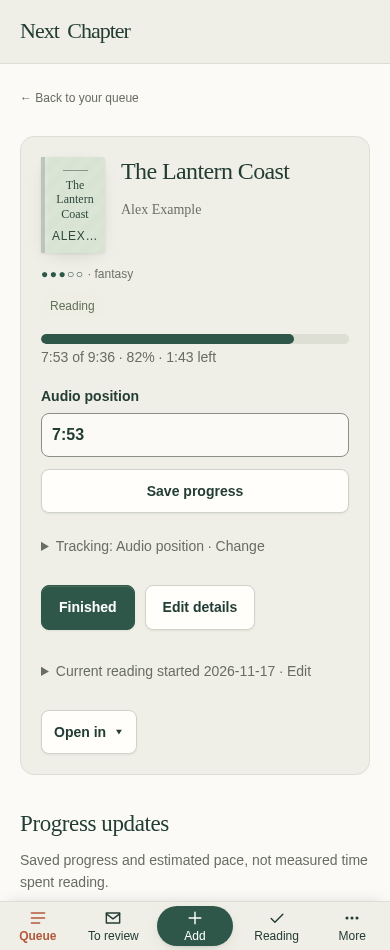 Next Chapter
← Back to your queue
The
Lantern
Coast
ALEX…
The Lantern Coast
Alex Example
●●●○○ · fantasy
Reading
7:53 of 9:36 · 82% · 1:43 left
Audio position
7:53
Save progress
▶ Tracking: Audio position · Change
Finished
Edit details
▶ Current reading started 2026-11-17 · Edit
Open in ▼
Progress updates
Saved progress and estimated pace, not measured time
spent reading.
Queue
To review
Add
Reading
More